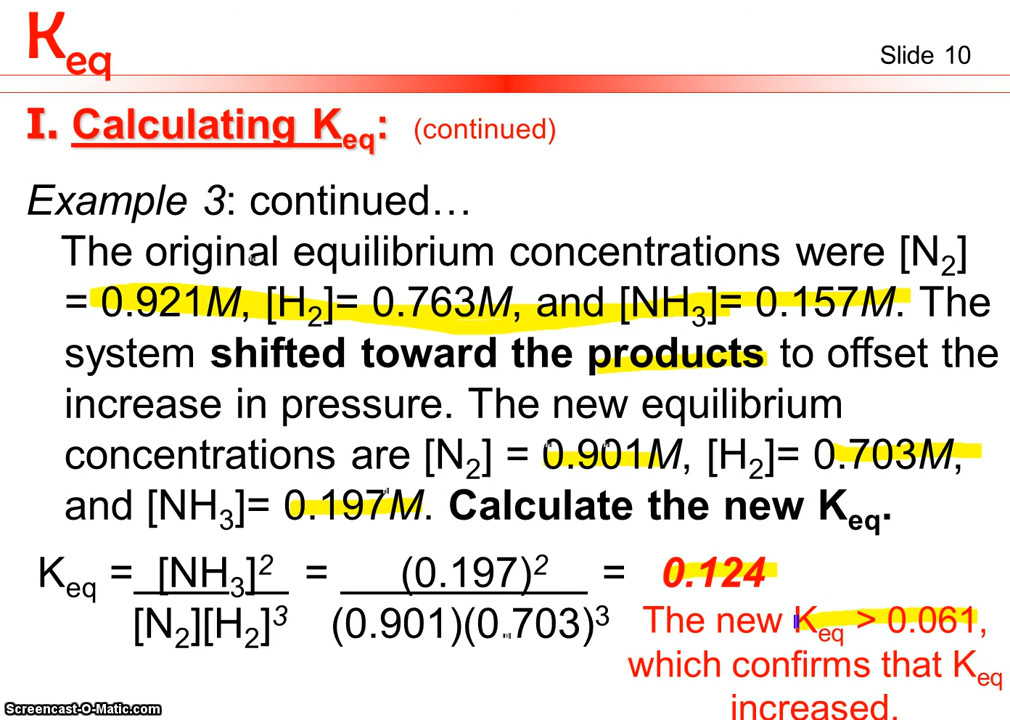 Keq
Slide 10
I. Calculating Keq: (continued)
Example 3: continued…
The original equilibrium concentrations were [N2]
= 0.921M, [H2]= 0.763M, and [NH3]= 0.157M. The
system shifted toward the products to offset the
increase in pressure. The new equilibrium
concentrations are [N2] = 0.901M, [H2]= 0.703M,
and [NH3]= 0.197M. Calculate the new Keq.
Keq = [NH3]2 = (0.197)2 = 0.124
[N2][H2]3 (0.901)(0.703)3
The new Keq > 0.061,
which confirms that Keq
increased.
Screencast-O-Matic.com